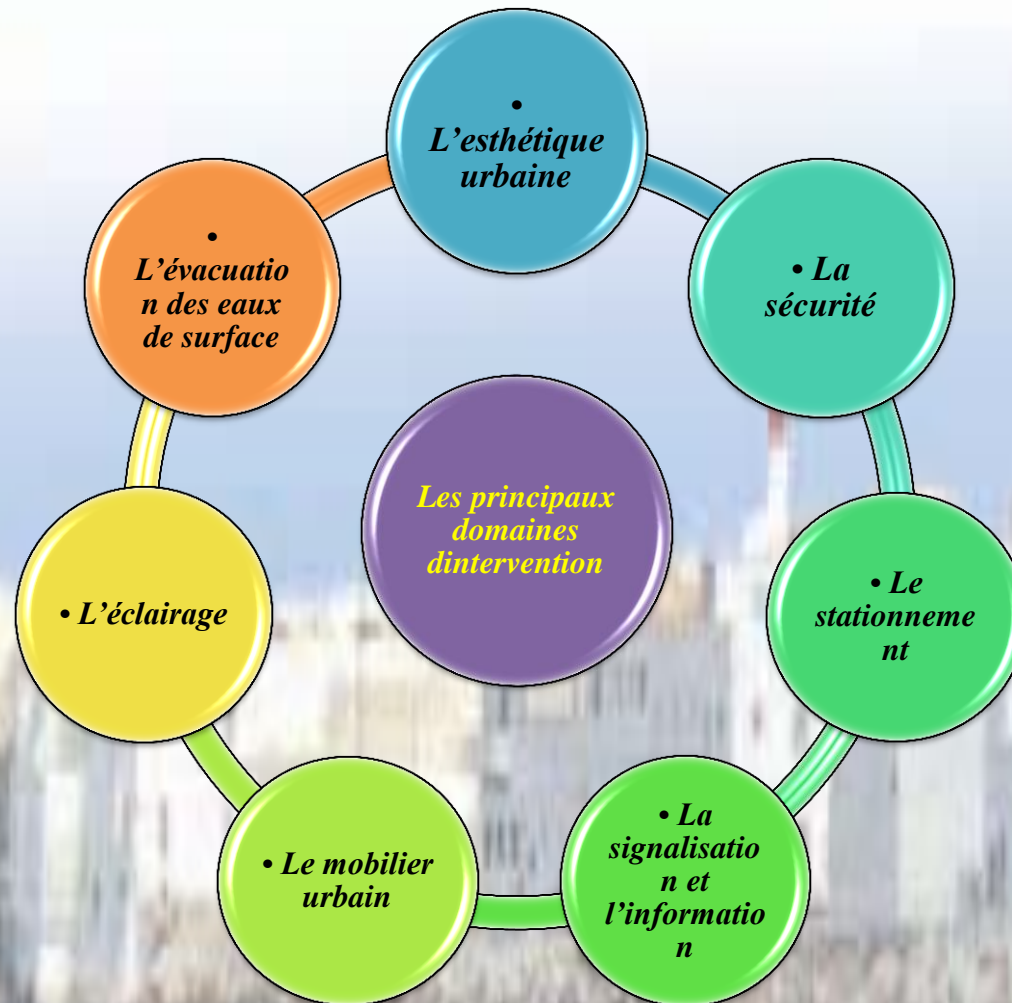 •
L’esthétique
urbaine
• La
sécurité
• Le
stationneme
nt
• La
signalisatio
n et
l’informatio
n
• Le mobilier
urbain
• L’éclairage
•
L’évacuatio
n des eaux
de surface
Les principaux
domaines
dintervention